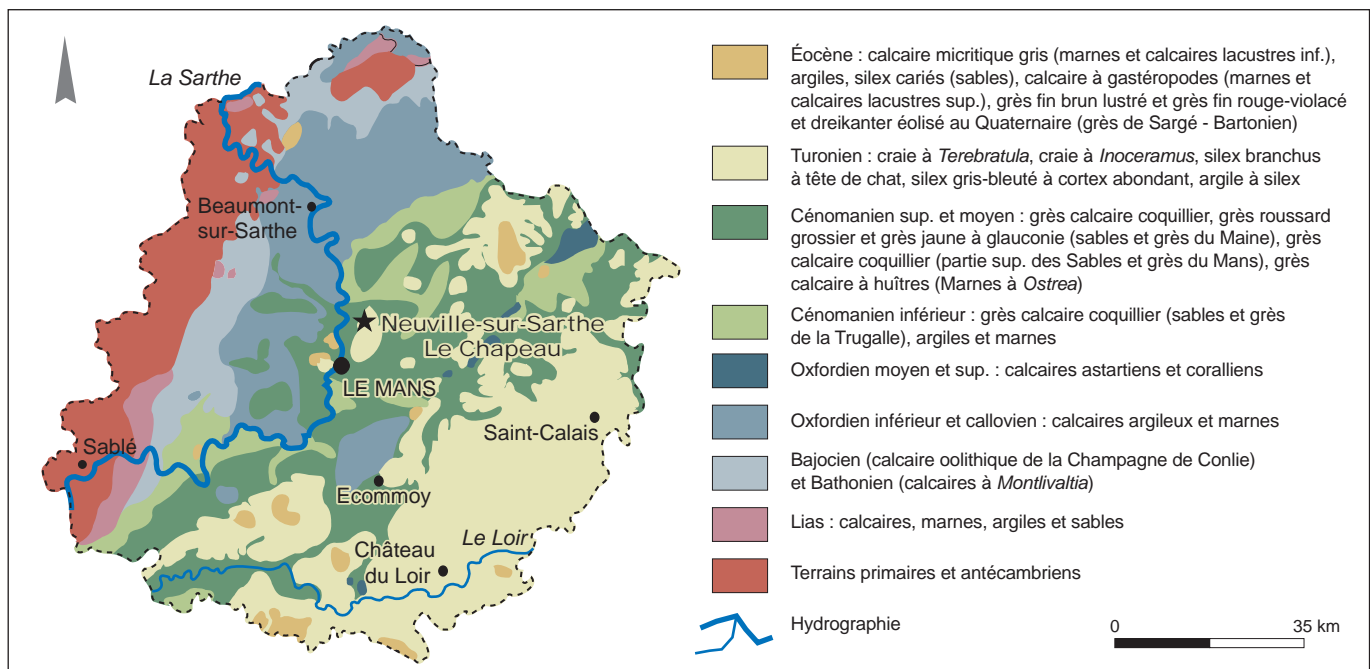 La Sarthe
Beaumont-
sur-Sarthe
Neuville-sur-Sarthe
Le Chapeau
LE MANS
Saint-Calais
Sablé
Ecommoy
Le Loir
Château
du Loir
Éocène : calcaire micritique gris (marnes et calcaires lacustres inf.),
argiles, silex cariés (sables), calcaire à gastéropodes (marnes et
calcaires lacustres sup.), grès fin brun lustré et grès fin rouge-violacé
et dreikanter éolisé au Quaternaire (grès de Sargé - Bartonien)
Turonien : craie à Terebratula, craie à Inoceramus, silex branchus
à tête de chat, silex gris-bleuté à cortex abondant, argile à silex
Cénomanien sup. et moyen : grès calcaire coquillier, grès roussard
grossier et grès jaune à glauconie (sables et grès du Maine), grès
calcaire coquillier (partie sup. des Sables et grès du Mans), grès
calcaire à huîtres (Marnes à Ostrea)
Cénomanien inférieur : grès calcaire coquillier (sables et grès
de la Trugalle), argiles et marnes
Oxfordien moyen et sup. : calcaires astartiens et coralliens
Oxfordien inférieur et callovien : calcaires argileux et marnes
Bajocien (calcaire oolithique de la Champagne de Conlie)
et Bathonien (calcaires à Montlivaltia)
Lias : calcaires, marnes, argiles et sables
Terrains primaires et antécambriens
Hydrographie
0 35 km